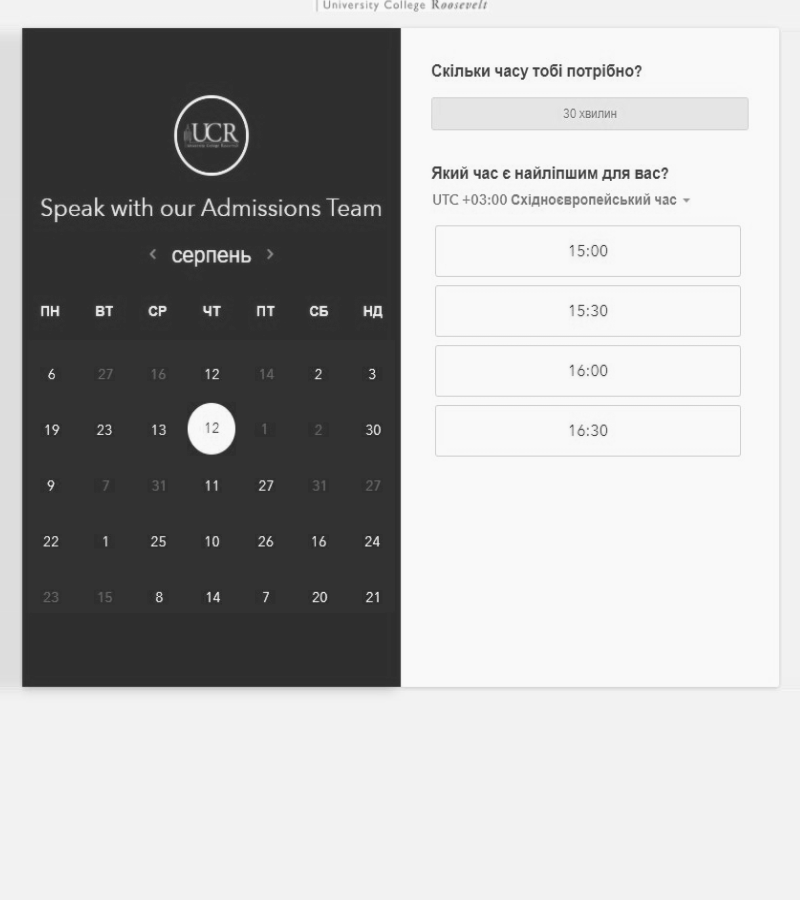 | University College Roosevelt
UCR
Speak with our Admissions Team
‹ серпень ›
ПН ВТ СР ЧТ ПТ СБ НД
6 27 16 12 14 2 3
19 23 13 12 1 2 30
9 7 31 11 27 31 27
22 1 25 10 26 16 24
23 15 8 14 7 20 21
Скільки часу тобі потрібно?
30 хвилин
Який час є найліпшим для вас?
UTC +03:00 Східноєвропейський час
15:00
15:30
16:00
16:30